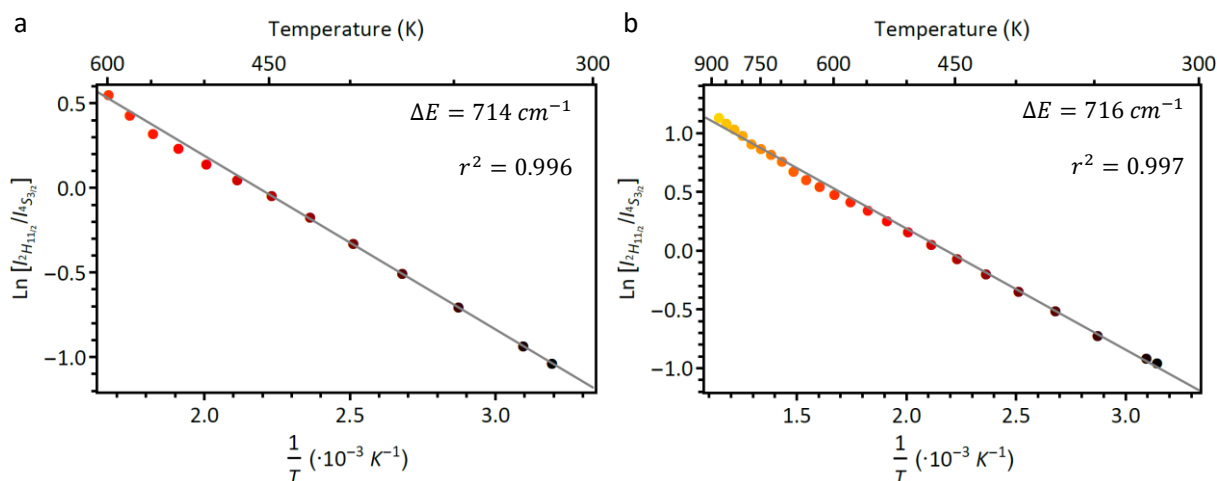 a
Temperature (K)
600 450 300
ΔE = 714 cm⁻¹
r² = 0.996
Ln [I²H₁₁/₂/I⁴S₃/₂]
0.5
0.0
−0.5
−1.0
2.0 2.5 3.0
1/T (·10⁻³ K⁻¹)
b
Temperature (K)
900 750 600 450 300
ΔE = 716 cm⁻¹
r² = 0.997
Ln [I²H₁₁/₂/I⁴S₃/₂]
1.0
0.5
0.0
−0.5
−1.0
1.5 2.0 2.5 3.0
1/T (·10⁻³ K⁻¹)